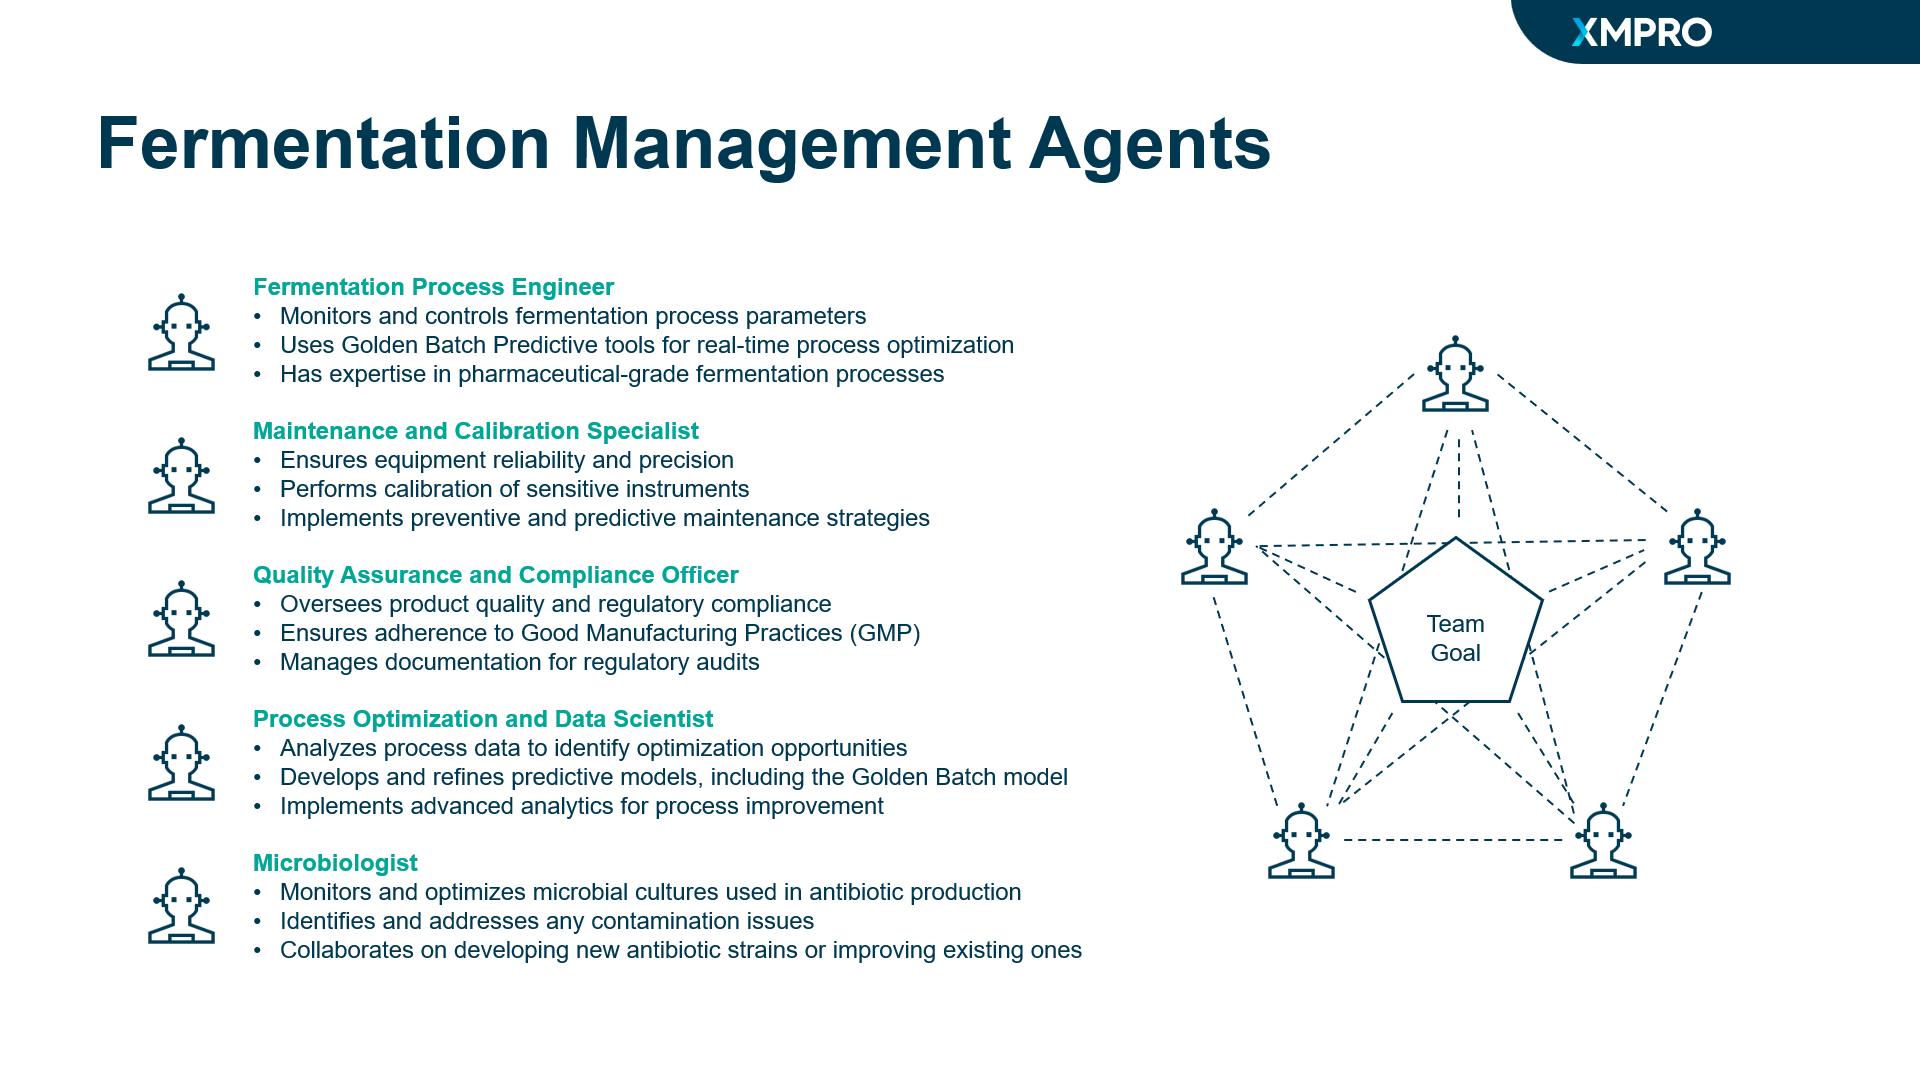 XMPRO
Fermentation Management Agents
Fermentation Process Engineer
• Monitors and controls fermentation process parameters
• Uses Golden Batch Predictive tools for real-time process optimization
• Has expertise in pharmaceutical-grade fermentation processes
Maintenance and Calibration Specialist
• Ensures equipment reliability and precision
• Performs calibration of sensitive instruments
• Implements preventive and predictive maintenance strategies
Quality Assurance and Compliance Officer
• Oversees product quality and regulatory compliance
• Ensures adherence to Good Manufacturing Practices (GMP)
• Manages documentation for regulatory audits
Process Optimization and Data Scientist
• Analyzes process data to identify optimization opportunities
• Develops and refines predictive models, including the Golden Batch model
• Implements advanced analytics for process improvement
Microbiologist
• Monitors and optimizes microbial cultures used in antibiotic production
• Identifies and addresses any contamination issues
• Collaborates on developing new antibiotic strains or improving existing ones
Team
Goal